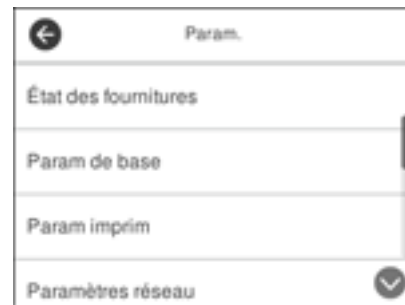 Param.
État des fournitures
Param de base
Param imprim
Paramètres réseau